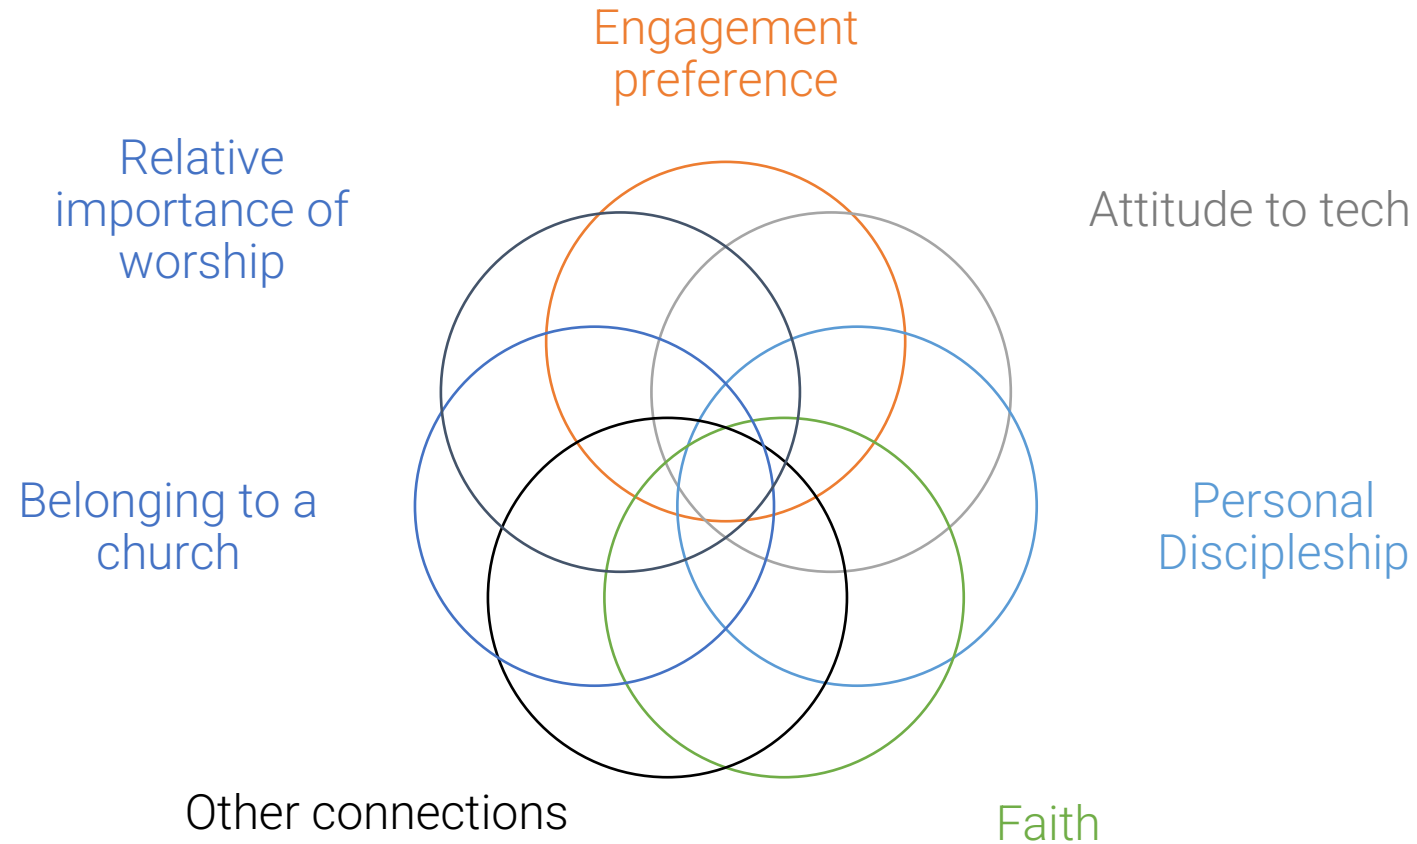 Engagement
preference
Relative
importance of
worship
Attitude to tech
Belonging to a
church
Personal
Discipleship
Other connections
Faith